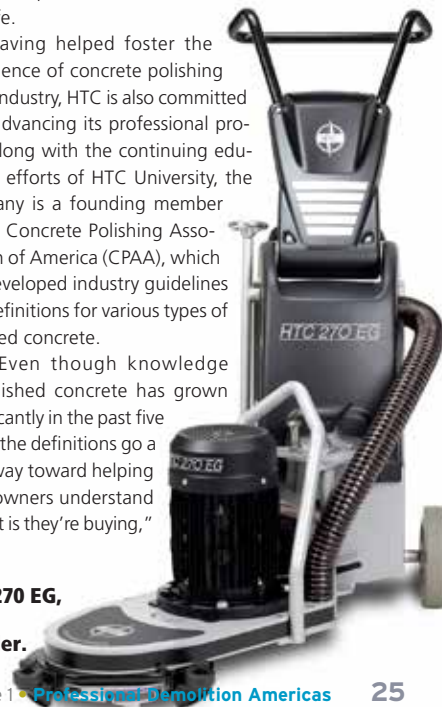 fe.
aving helped foster the
ence of concrete polishing
ndustry, HTC is also committed
dvancing its professional pro-
long with the continuing edu-
efforts of HTC University, the
any is a founding member
Concrete Polishing Asso-
n of America (CPAA), which
eveloped industry guidelines
efinitions for various types of
ed concrete.
Even though knowledge
ished concrete has grown
cantly in the past five
the definitions go a
way toward helping
owners understand
t is they're buying,"
HTC 270 EG
HTC 270 EG
270 EG,
er.
e 1 • Professional Demolition Americas 25